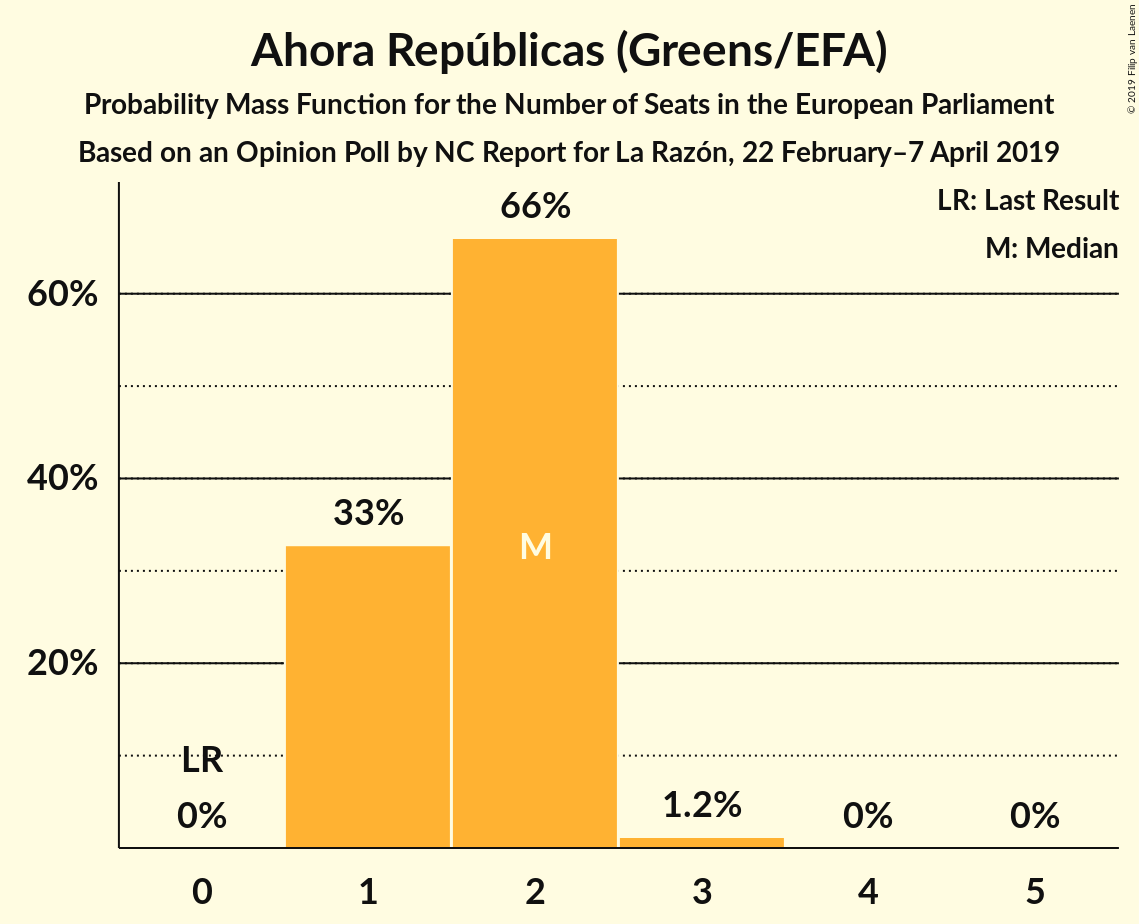 Ahora Repúblicas (Greens/EFA)
Probability Mass Function for the Number of Seats in the European Parliament
Based on an Opinion Poll by NC Report for La Razón, 22 February–7 April 2019
© 2019 Filip van Laenen
LR: Last Result
M: Median
66%
60%
40%
33%
M
20%
LR
0%
1.2%
0%
0%
0 1 2 3 4 5